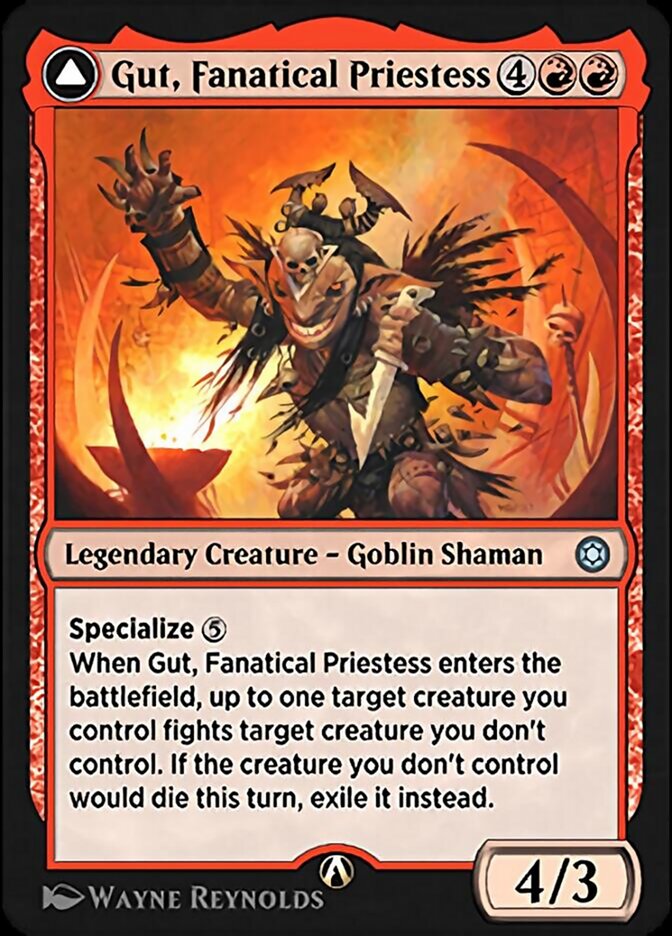 Gut, Fanatical Priestess 4
Legendary Creature – Goblin Shaman
Specialize 5
When Gut, Fanatical Priestess enters the
battlefield, up to one target creature you
control fights target creature you don't
control. If the creature you don't control
would die this turn, exile it instead.
4/3
Wayne Reynolds